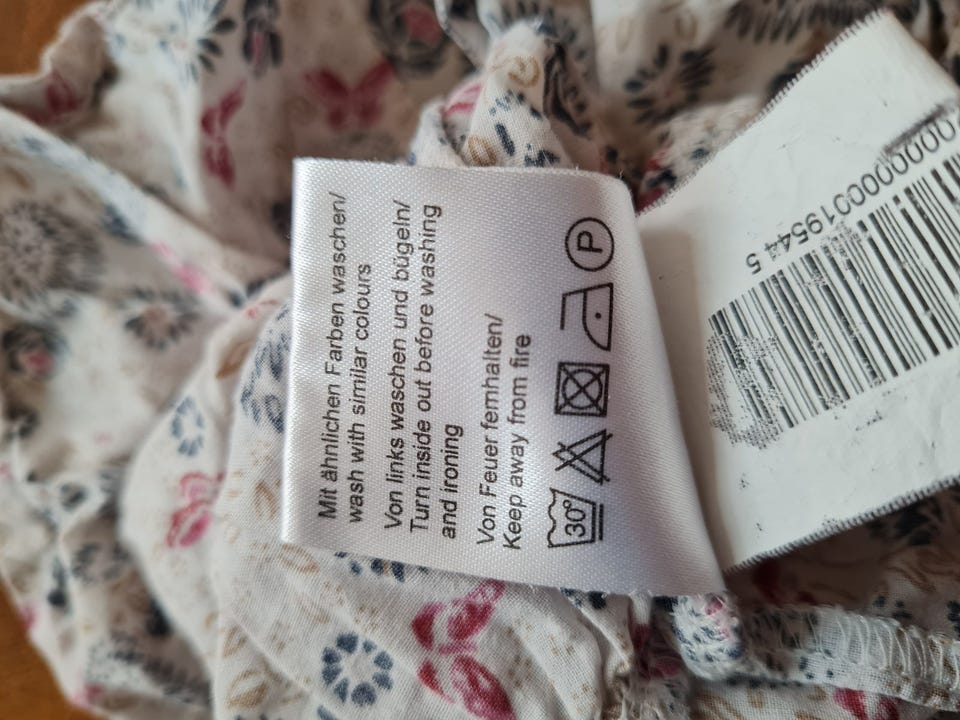 Mit ähnlichen Farben waschen/
wash with similar colours
Von links waschen und bügeln/
Turn inside out before washing
and ironing
Von Feuer fernhalten/
Keep away from fire
30°
P
000000019544 5